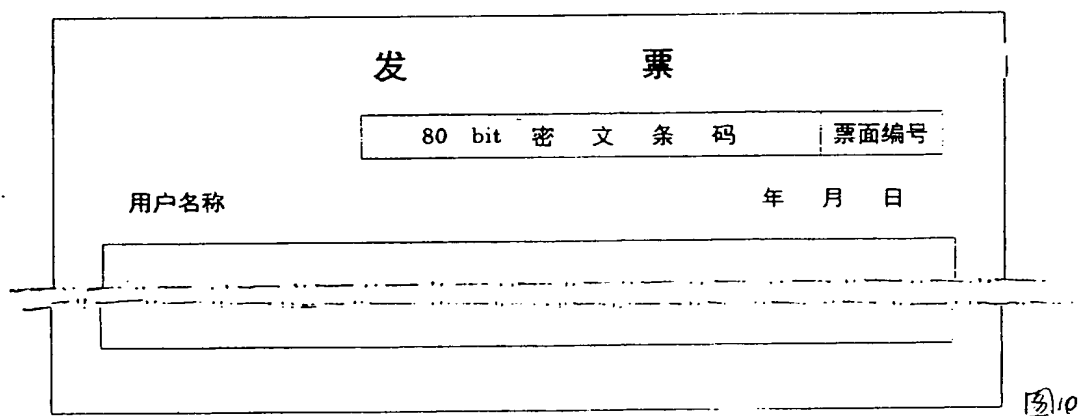 发 票
80 bit 密 文 条 码 票面编号
用户名称 年 月 日
图10